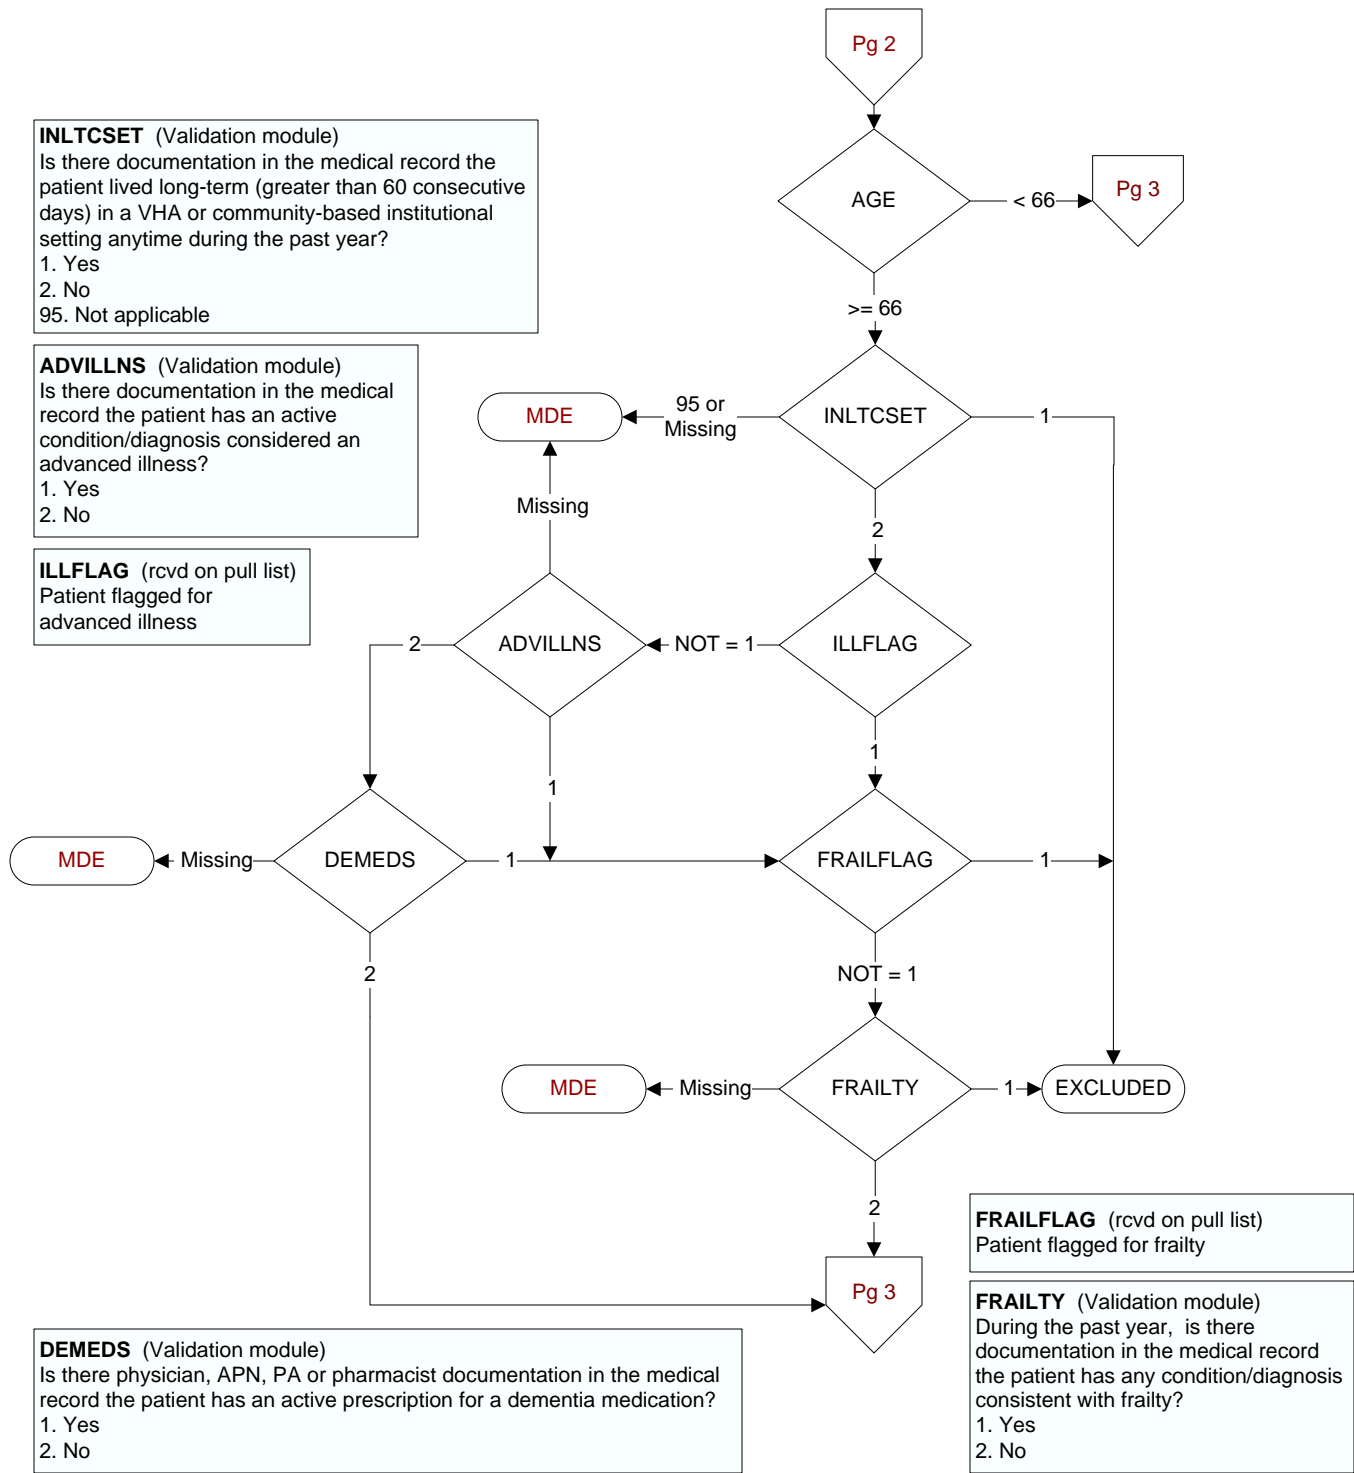 Pg 2
INLTCSET (Validation module)
Is there documentation in the medical record the
patient lived long-term (greater than 60 consecutive
days) in a VHA or community-based institutional
setting anytime during the past year?
1. Yes
2. No
95. Not applicable
AGE
< 66
Pg 3
>= 66
ADVILLNS (Validation module)
Is there documentation in the medical
record the patient has an active
condition/diagnosis considered an
advanced illness?
1. Yes
2. No
MDE
95 or
Missing
INLTCSET
1
Missing
2
ILLFLAG (rcvd on pull list)
Patient flagged for
advanced illness
2
ADVILLNS
NOT = 1
ILLFLAG
1
1
MDE
Missing
DEMEDS
1
FRAILFLAG
1
2
NOT = 1
MDE
Missing
FRAILTY
1
EXCLUDED
2
Pg 3
FRAILFLAG (rcvd on pull list)
Patient flagged for frailty
FRAILTY (Validation module)
During the past year, is there
documentation in the medical record
the patient has any condition/diagnosis
consistent with frailty?
1. Yes
2. No
DEMEDS (Validation module)
Is there physician, APN, PA or pharmacist documentation in the medical
record the patient has an active prescription for a dementia medication?
1. Yes
2. No